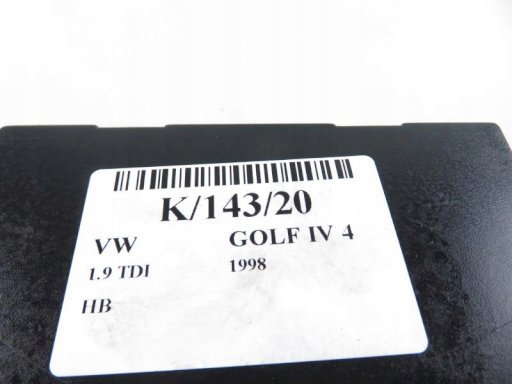 K/143/20
VW GOLF IV 4
1.9 TDI 1998
HB